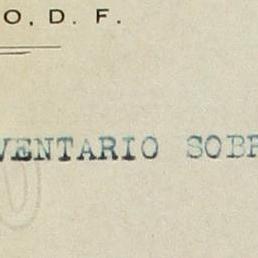 O, D. F.
VENTARIO SOBR